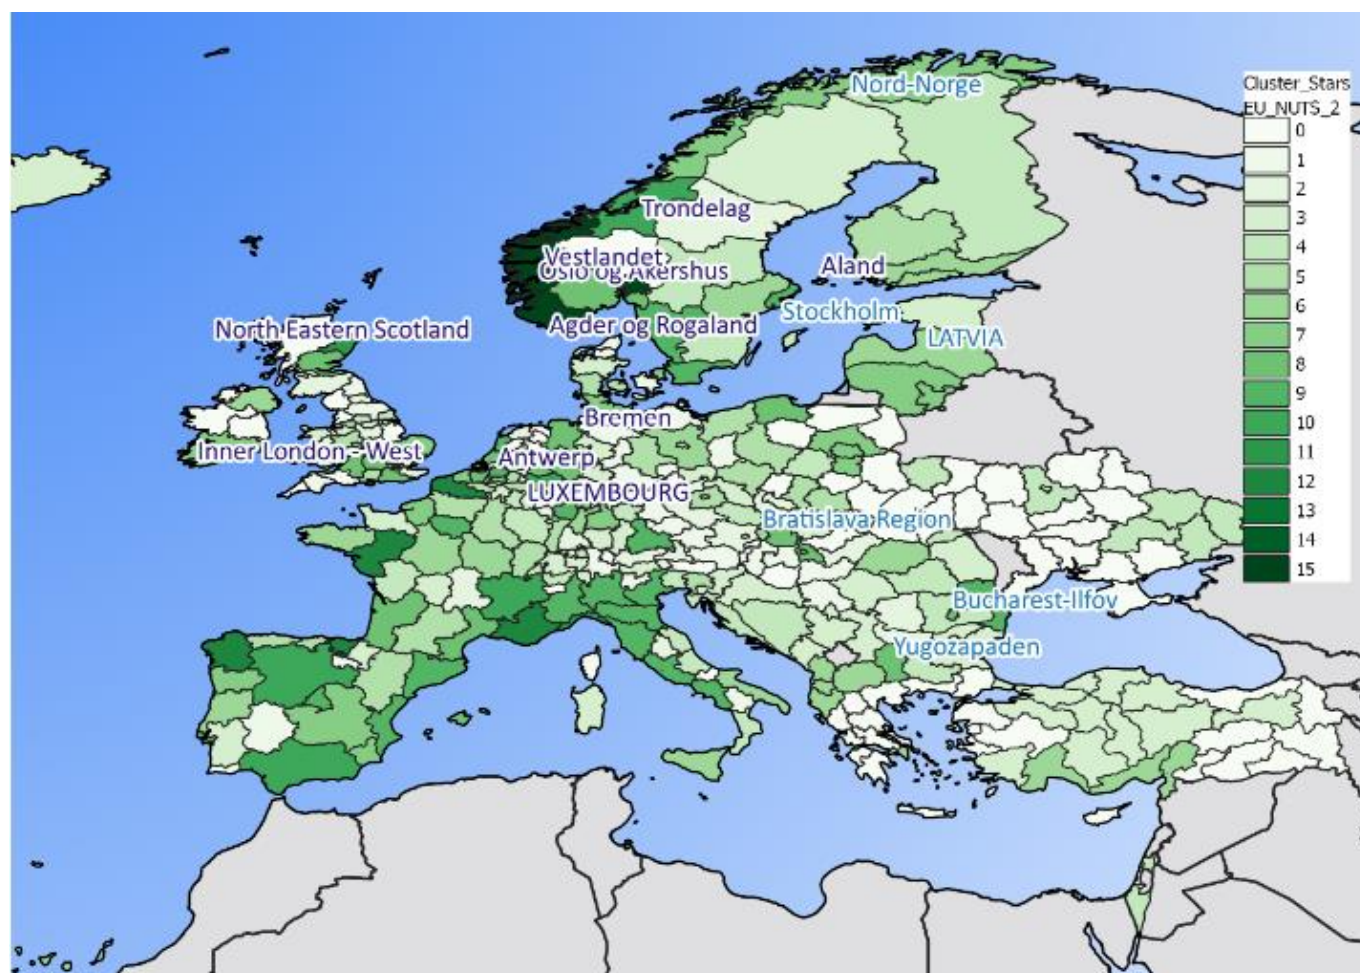 Nord-Norge
Cluster_Stars
EU_NUTS_2
0
1
2
3
4
5
6
7
8
9
10
11
12
13
14
15
Trondelag
Vestlandet
Oslo og Akershus
Aland
Stockholm
Agder og Rogaland
North Eastern Scotland
LATVIA
Bremen
Inner London - West
Antwerp
LUXEMBOURG
Bratislava Region
Bucharest-Ilfov
Yugozapaden